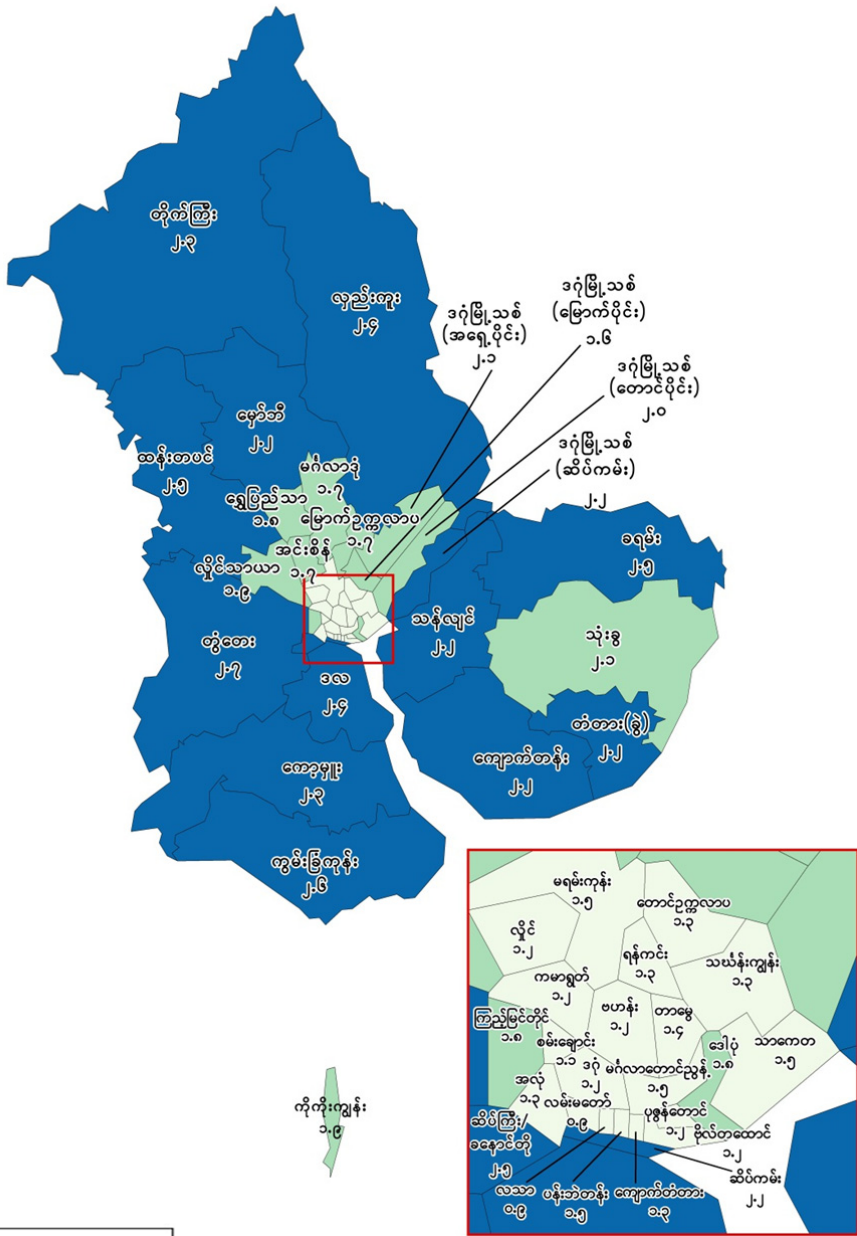 တိုက်ကြီး
၂.၃
လှည်းကူး
၂.၄
ဒဂုံမြို့သစ်
(အရှေ့ပိုင်း)
၂.၁
ဒဂုံမြို့သစ်
(မြောက်ပိုင်း)
၁.၆
ဒဂုံမြို့သစ်
(တောင်ပိုင်း)
၂.၀
ဒဂုံမြို့သစ်
(ဆိပ်ကမ်း)
၂.၂
မှော်ဘီ
၂.၂
ထန်းတပင်
၂.၅
မင်္ဂလာဒုံ
၁.၇
ရွှေပြည်သာ
၁.၈
မြောက်ဥက္ကလာပ
၁.၇
အင်းစိန်
၁.၇
လှိုင်သာယာ
၁.၉
ခရမ်း
၂.၅
သန်လျင်
၂.၂
သုံးခွ
၂.၁
တွံတေး
၂.၇
ဒလ
၂.၄
တံတား(ခွဲ)
၂.၂
ကျောက်တန်း
၂.၂
ကော့မှူး
၂.၃
ကွမ်းခြံကုန်း
၂.၆
ကိုကိုးကျွန်း
၁.၉
မရမ်းကုန်း
၁.၅
တောင်ဥက္ကလာပ
၁.၃
လှိုင်
၁.၂
ရန်ကင်း
၁.၃
သင်္ဃန်းကျွန်း
၁.၃
ကမာရွတ်
၁.၂
ဗဟန်း
၁.၂
တာမွေ
၁.၄
ကြည့်မြင်တိုင်
၁.၈
စမ်းချောင်း
၁.၁
ဒေါပုံ
၁.၈
သာကေတ
၁.၅
ဒဂုံ
၁.၂
မင်္ဂလာတောင်ညွန့်
၁.၅
အလုံ
၁.၃
လမ်းမတော်
၀.၉
ပုဇွန်တောင်
၁.၂
ဗိုလ်တထောင်
၁.၂
ဆိပ်ကြီး/
ခနောင်တို
၂.၅
ဆိပ်ကမ်း
၂.၂
လသာ
၀.၉
ပန်းဘဲတန်း
၁.၅
ကျောက်တံတား
၁.၃